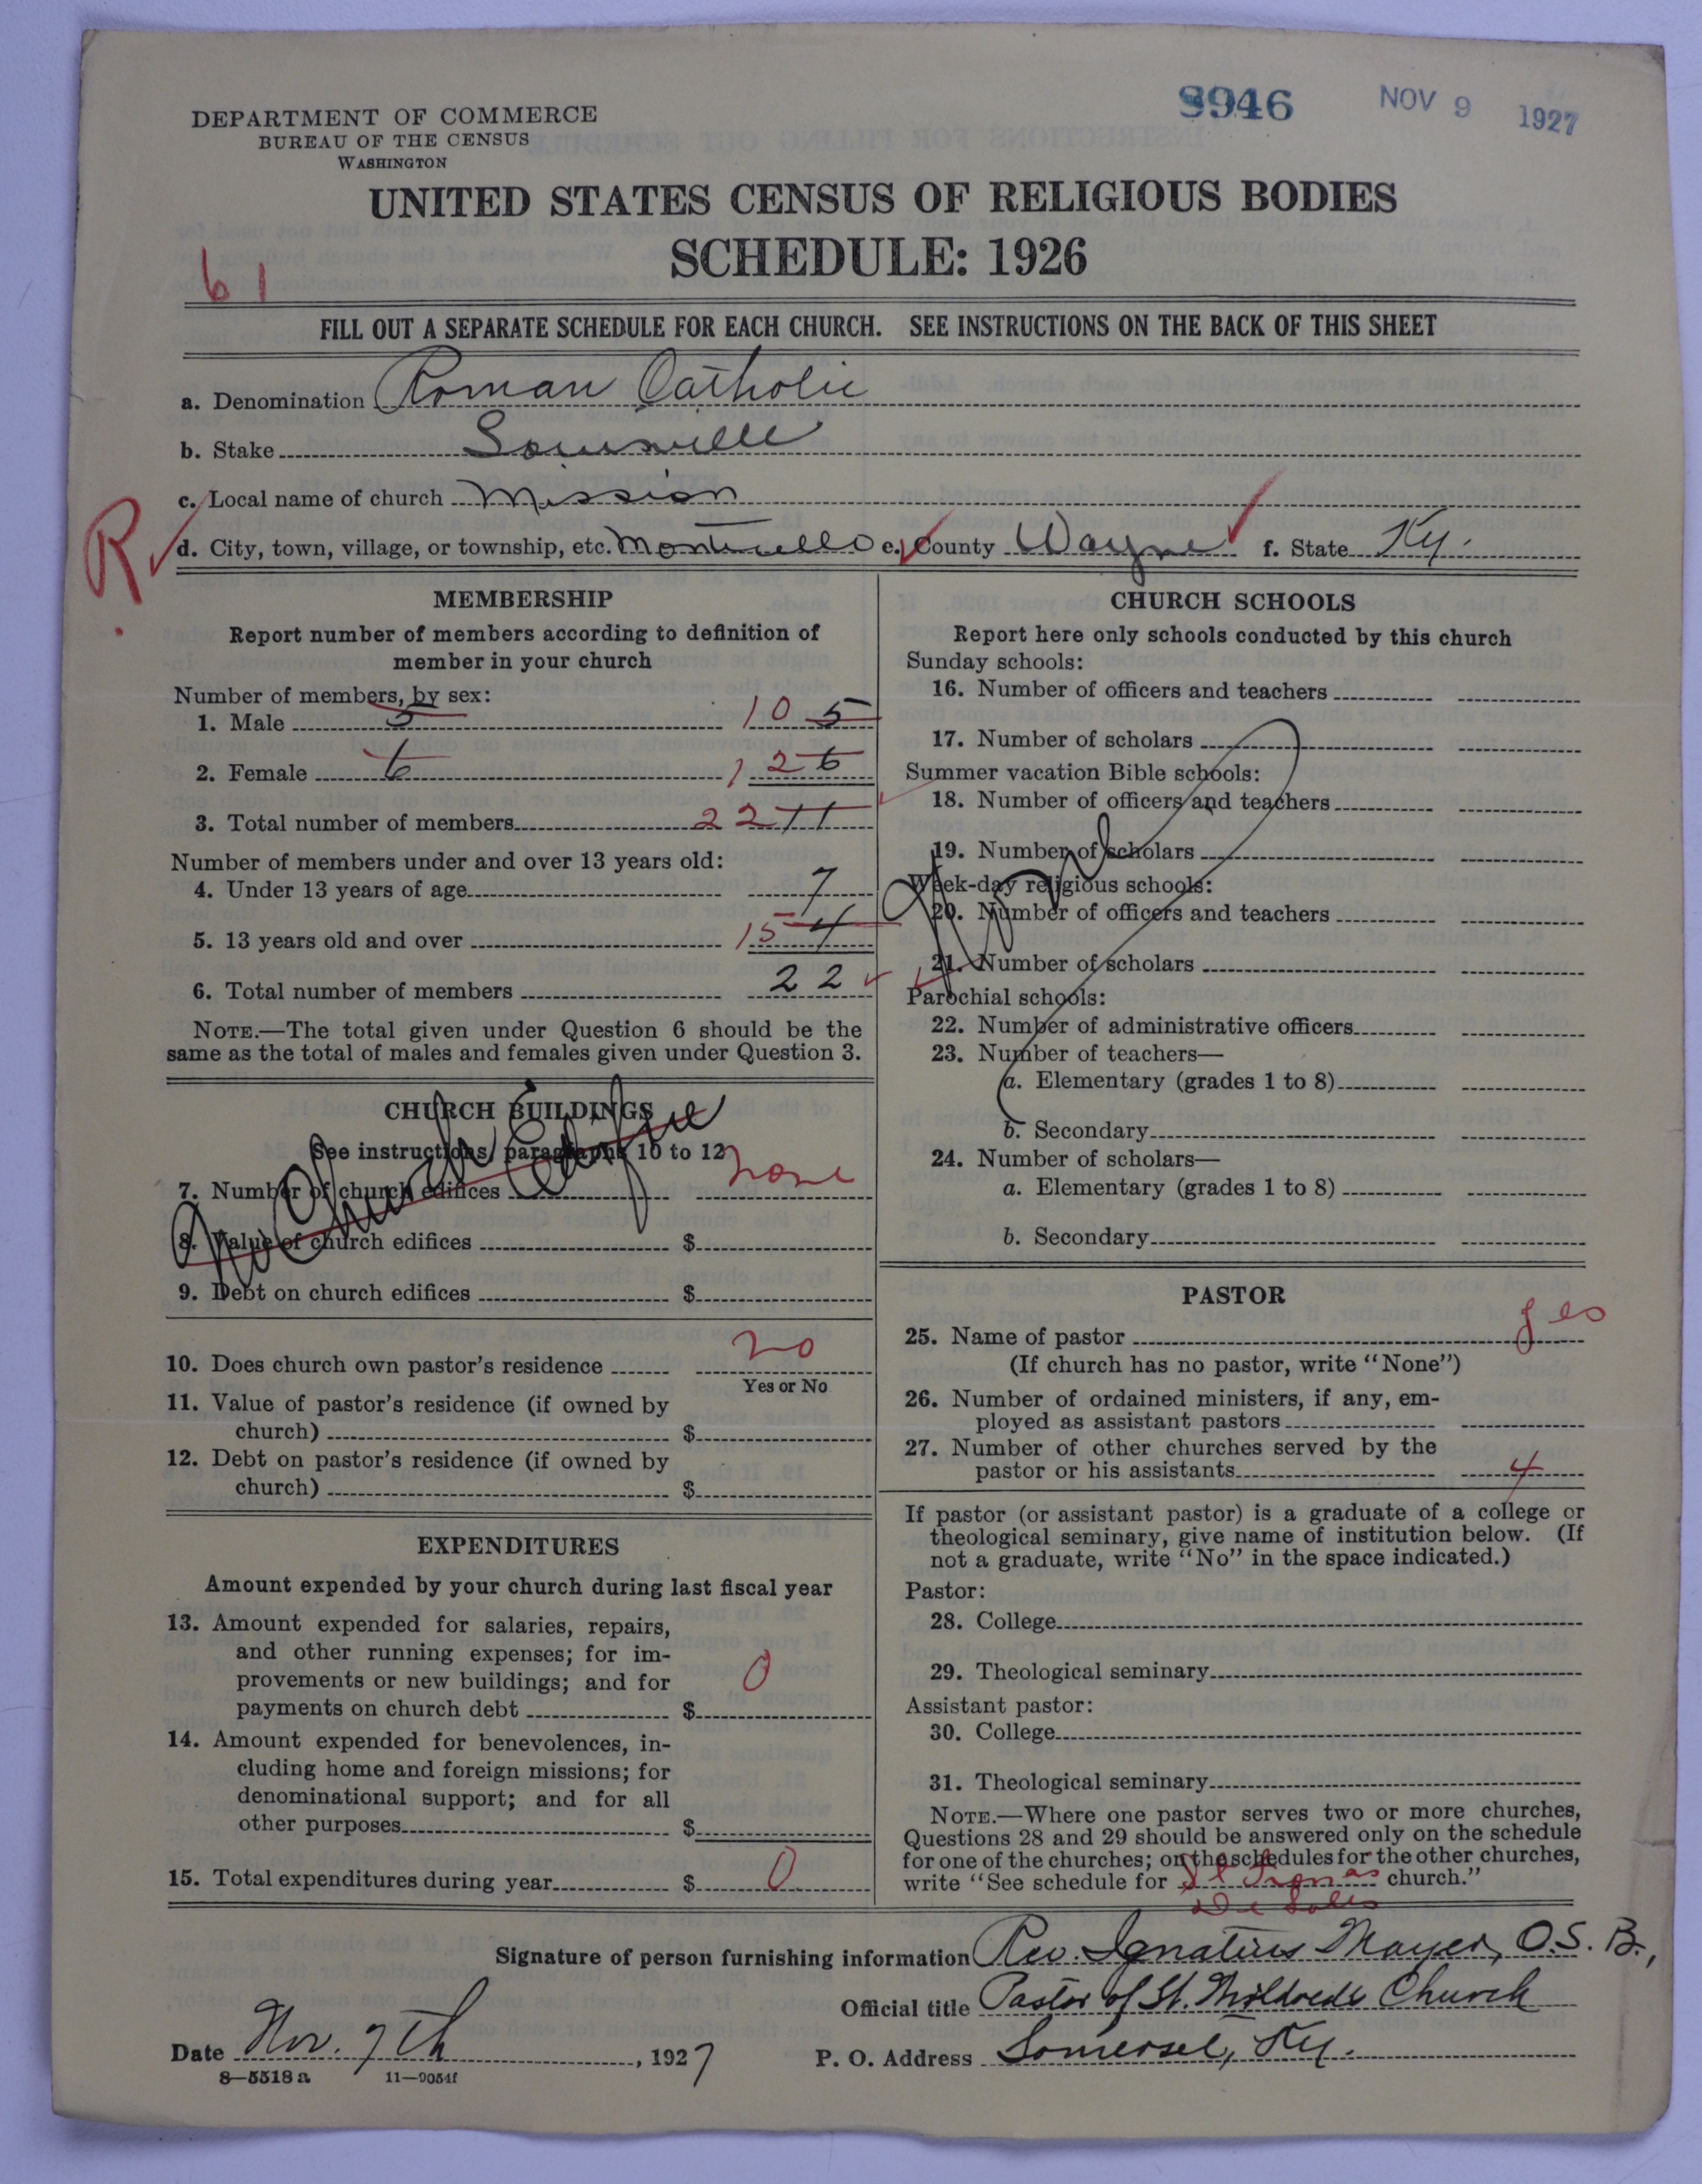 8946 NOV 9 1927
DEPARTMENT OF COMMERCE
BUREAU OF THE CENSUS
WASHINGTON
UNITED STATES CENSUS OF RELIGIOUS BODIES
SCHEDULE: 1926
61
FILL OUT A SEPARATE SCHEDULE FOR EACH CHURCH. SEE INSTRUCTIONS ON THE BACK OF THIS SHEET
a. Denomination Roman Catholic
b. Stake Louisville
c. Local name of church Mission
R
d. City, town, village, or township, etc. Monticello e. County Wayne f. State Ky.
MEMBERSHIP
Report number of members according to definition of
member in your church
Number of members, by sex:
1. Male 5 10 5
2. Female 6 12 6
3. Total number of members 22 11
Number of members under and over 13 years old:
4. Under 13 years of age 7
5. 13 years old and over 15 4
6. Total number of members 22
NOTE.—The total given under Question 6 should be the
same as the total of males and females given under Question 3.
CHURCH BUILDINGS
See instructions, paragraphs 10 to 12
No Church Edifice
7. Number of church edifices none
8. Value of church edifices $
9. Debt on church edifices $
10. Does church own pastor's residence no
Yes or No
11. Value of pastor's residence (if owned by
church) $
12. Debt on pastor's residence (if owned by
church) $
EXPENDITURES
Amount expended by your church during last fiscal year
13. Amount expended for salaries, repairs,
and other running expenses; for im-
provements or new buildings; and for
payments on church debt $ 0
14. Amount expended for benevolences, in-
cluding home and foreign missions; for
denominational support; and for all
other purposes $
15. Total expenditures during year $ 0
CHURCH SCHOOLS
Report here only schools conducted by this church
Sunday schools:
16. Number of officers and teachers
17. Number of scholars
Summer vacation Bible schools:
18. Number of officers and teachers
19. Number of scholars
Week-day religious schools:
20. Number of officers and teachers
21. Number of scholars
Parochial schools:
22. Number of administrative officers
23. Number of teachers—
a. Elementary (grades 1 to 8)
b. Secondary
24. Number of scholars—
a. Elementary (grades 1 to 8)
b. Secondary
PASTOR
25. Name of pastor yes
(If church has no pastor, write "None")
26. Number of ordained ministers, if any, em-
ployed as assistant pastors
27. Number of other churches served by the
pastor or his assistants 4
If pastor (or assistant pastor) is a graduate of a college or
theological seminary, give name of institution below. (If
not a graduate, write "No" in the space indicated.)
Pastor:
28. College
29. Theological seminary
Assistant pastor:
30. College
31. Theological seminary
NOTE.—Where one pastor serves two or more churches,
Questions 28 and 29 should be answered only on the schedule
for one of the churches; on the schedules for the other churches,
write "See schedule for St church."
De Sales
Signature of person furnishing information Rev. Ignatius Mayer, O.S.B.,
Official title Pastor of St. Mildreds Church
Date Nov. 7th, 1927 P. O. Address Somerset, Ky.
8—5518 a 11—9054f